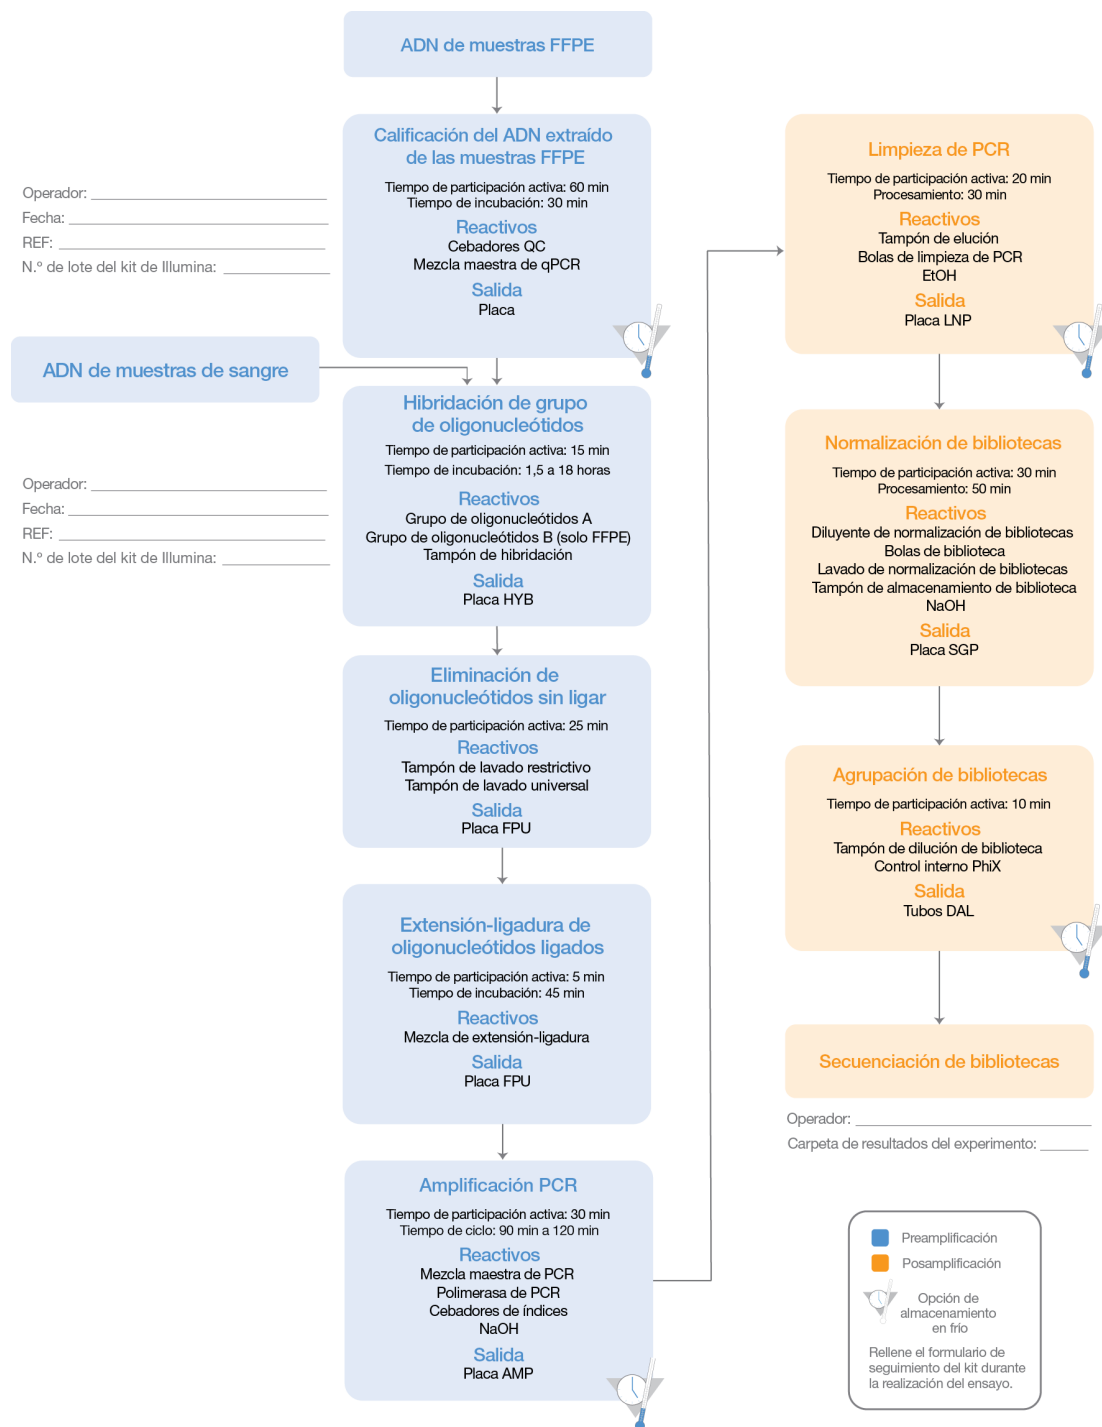 ADN de muestras FFPE
Calificación del ADN extraído
de las muestras FFPE
Tiempo de participación activa: 60 min
Tiempo de incubación: 30 min
Reactivos
Cebadores QC
Mezcla maestra de qPCR
Salida
Placa
Operador:
Fecha:
REF:
N.º de lote del kit de Illumina:
ADN de muestras de sangre
Hibridación de grupo
de oligonucleótidos
Tiempo de participación activa: 15 min
Tiempo de incubación: 1,5 a 18 horas
Reactivos
Grupo de oligonucleótidos A
Grupo de oligonucleótidos B (solo FFPE)
Tampón de hibridación
Salida
Placa HYB
Operador:
Fecha:
REF:
N.º de lote del kit de Illumina:
Eliminación de
oligonucleótidos sin ligar
Tiempo de participación activa: 25 min
Reactivos
Tampón de lavado restrictivo
Tampón de lavado universal
Salida
Placa FPU
Extensión-ligadura de
oligonucleótidos ligados
Tiempo de participación activa: 5 min
Tiempo de incubación: 45 min
Reactivos
Mezcla de extensión-ligadura
Salida
Placa FPU
Amplificación PCR
Tiempo de participación activa: 30 min
Tiempo de ciclo: 90 min a 120 min
Reactivos
Mezcla maestra de PCR
Polimerasa de PCR
Cebadores de índices
NaOH
Salida
Placa AMP
Limpieza de PCR
Tiempo de participación activa: 20 min
Procesamiento: 30 min
Reactivos
Tampón de elución
Bolas de limpieza de PCR
EtOH
Salida
Placa LNP
Normalización de bibliotecas
Tiempo de participación activa: 30 min
Procesamiento: 50 min
Reactivos
Diluyente de normalización de bibliotecas
Bolas de biblioteca
Lavado de normalización de bibliotecas
Tampón de almacenamiento de biblioteca
NaOH
Salida
Placa SGP
Agrupación de bibliotecas
Tiempo de participación activa: 10 min
Reactivos
Tampón de dilución de biblioteca
Control interno PhiX
Salida
Tubos DAL
Secuenciación de bibliotecas
Operador:
Carpeta de resultados del experimento:
Preamplificación
Posamplificación
Opción de
almacenamiento
en frío
Rellene el formulario de
seguimiento del kit durante
la realización del ensayo.